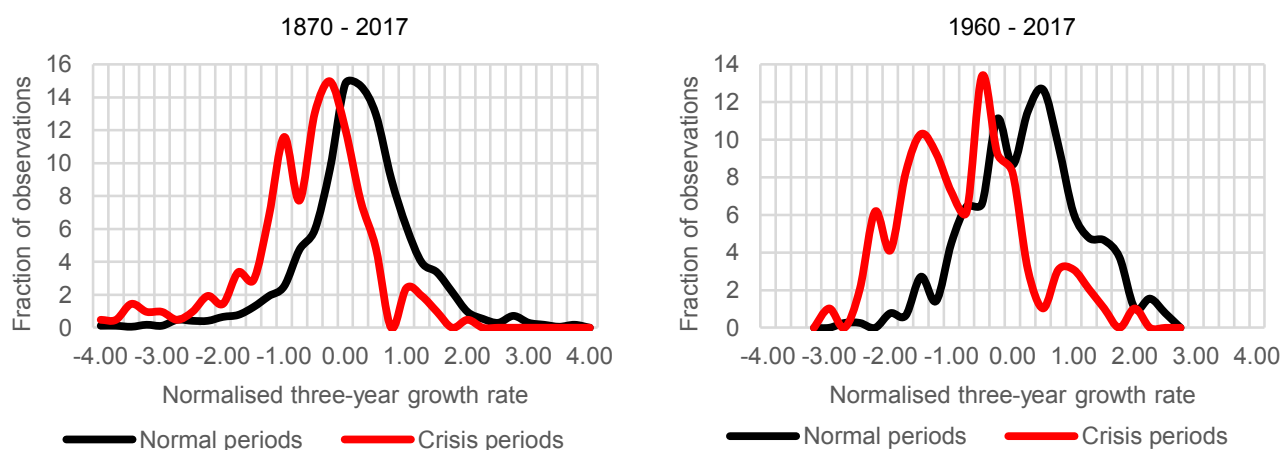 1870 - 2017
Fraction of observations
16
14
12
10
8
6
4
2
0
-4.00 -3.00 -2.00 -1.00 0.00 1.00 2.00 3.00 4.00
Normalised three-year growth rate
Normal periods Crisis periods
1960 - 2017
Fraction of observations
14
12
10
8
6
4
2
0
-4.00 -3.00 -2.00 -1.00 0.00 1.00 2.00 3.00 4.00
Normalised three-year growth rate
Normal periods Crisis periods